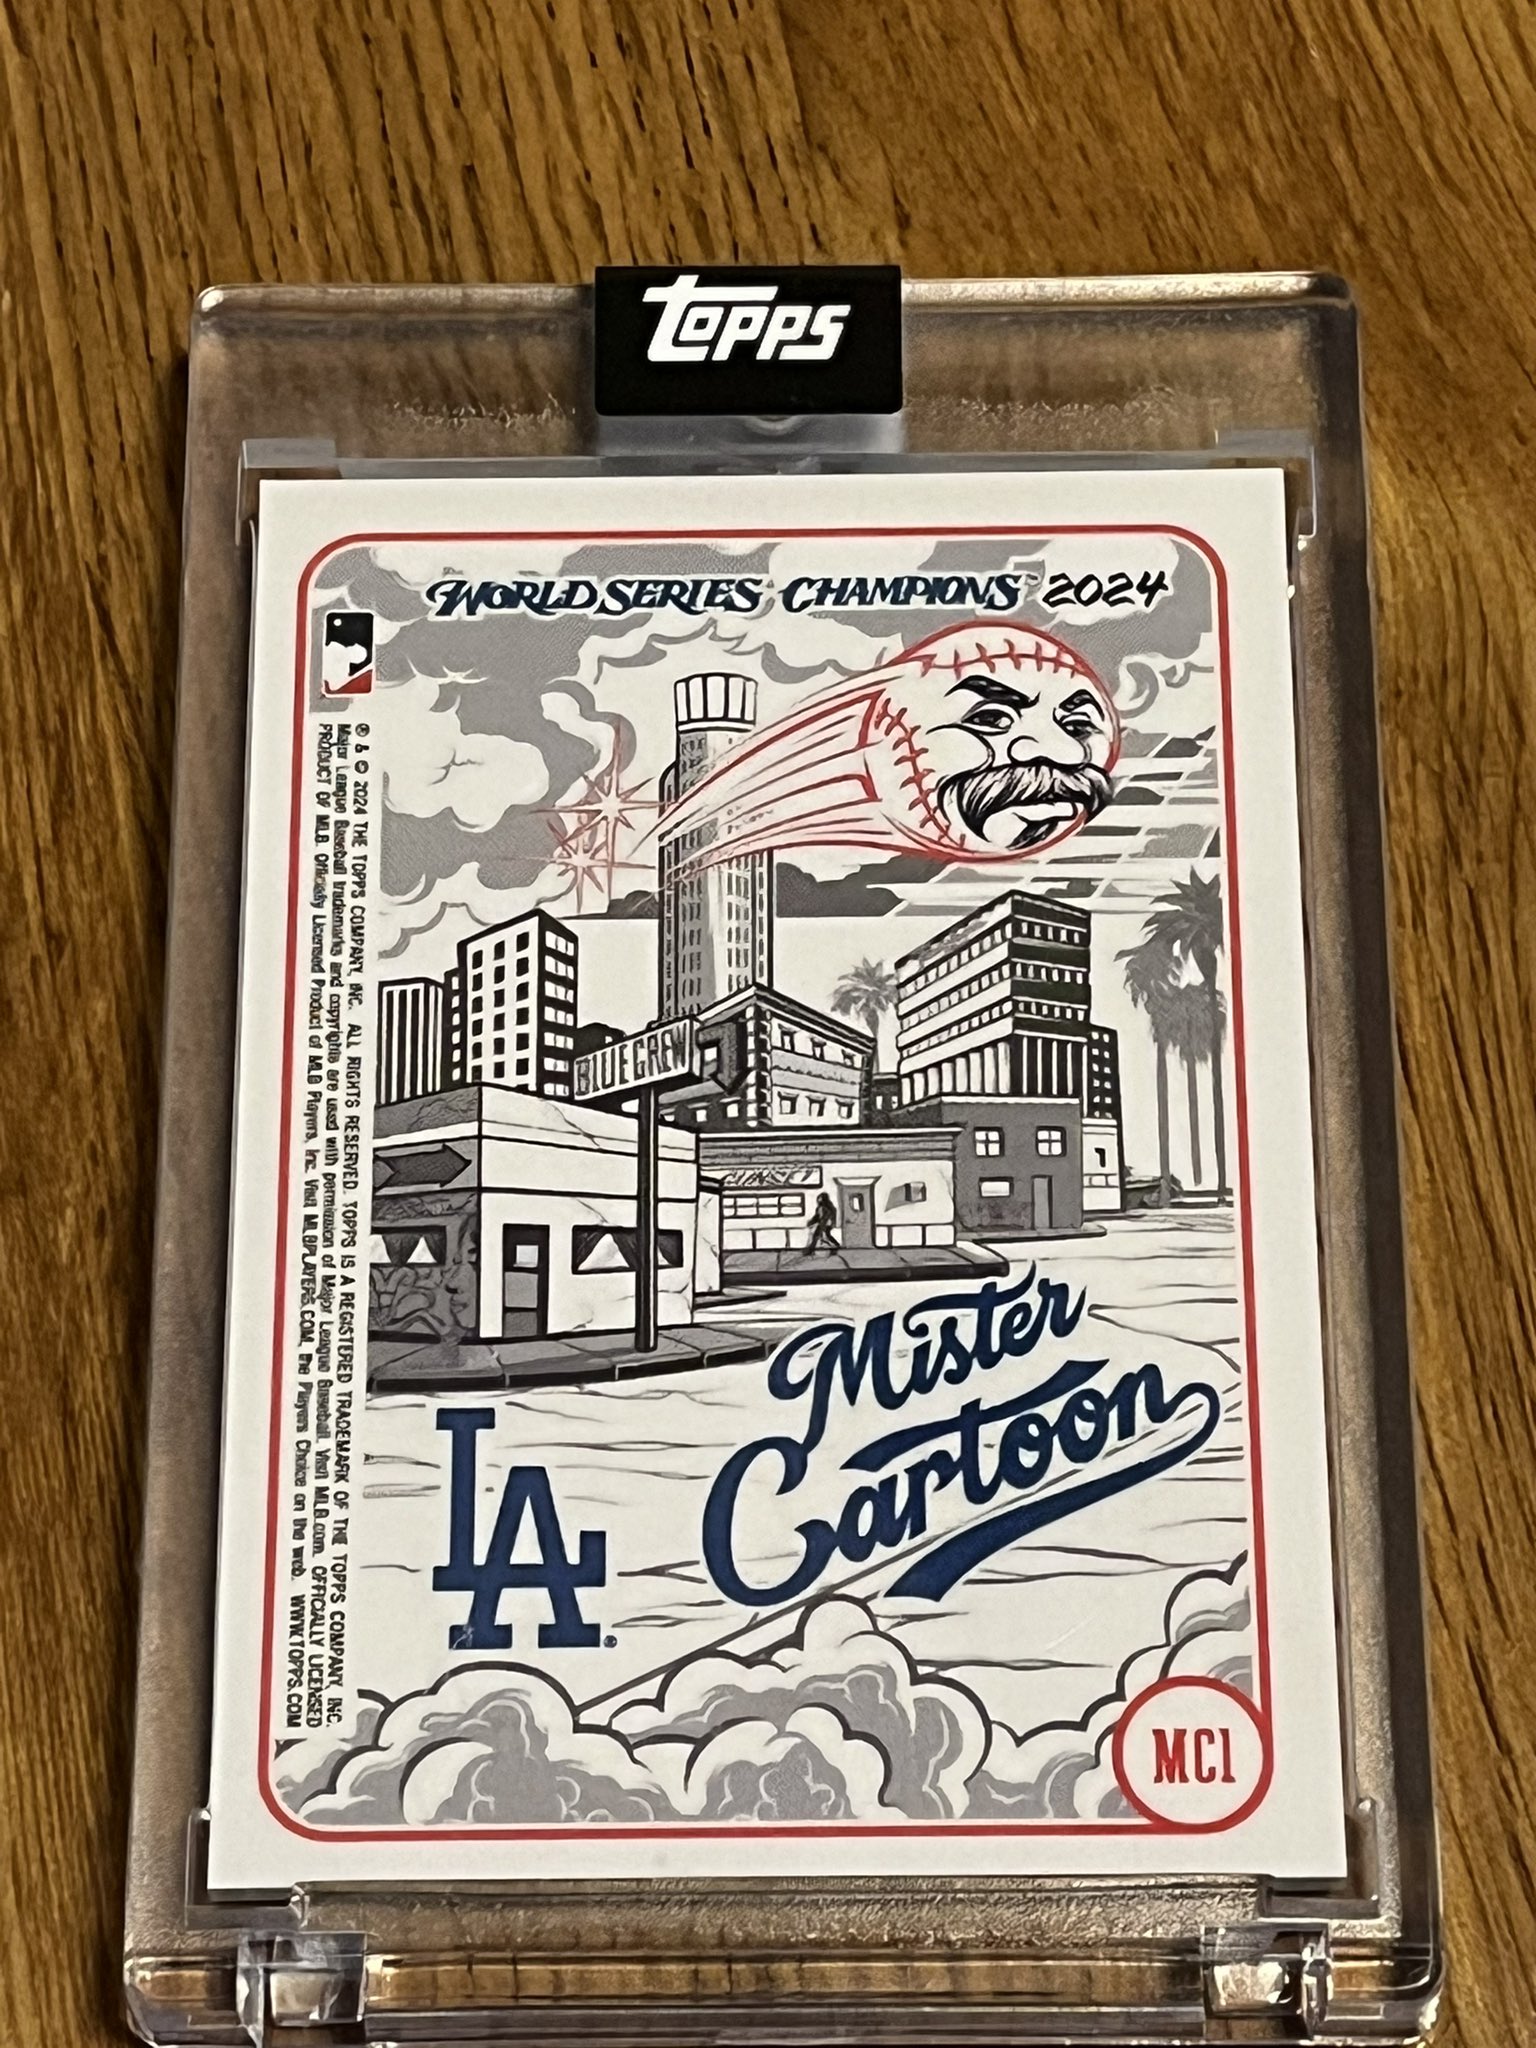 TOPPS
WORLD SERIES CHAMPIONS 2024
® & © 2024 THE TOPPS COMPANY, INC. ALL RIGHTS RESERVED. TOPPS IS A REGISTERED TRADEMARK OF THE TOPPS COMPANY, INC.
Major League Baseball trademarks and copyrights are used with permission of Major League Baseball. Visit MLB.com. OFFICIALLY LICENSED
PRODUCT OF MLB. Officially Licensed Product of MLB Players, Inc. Visit MLBPLAYERS.COM, the Players Choice on the web. WWW.TOPPS.COM
BLUE CREW
Mister
Cartoon
LA
MC1